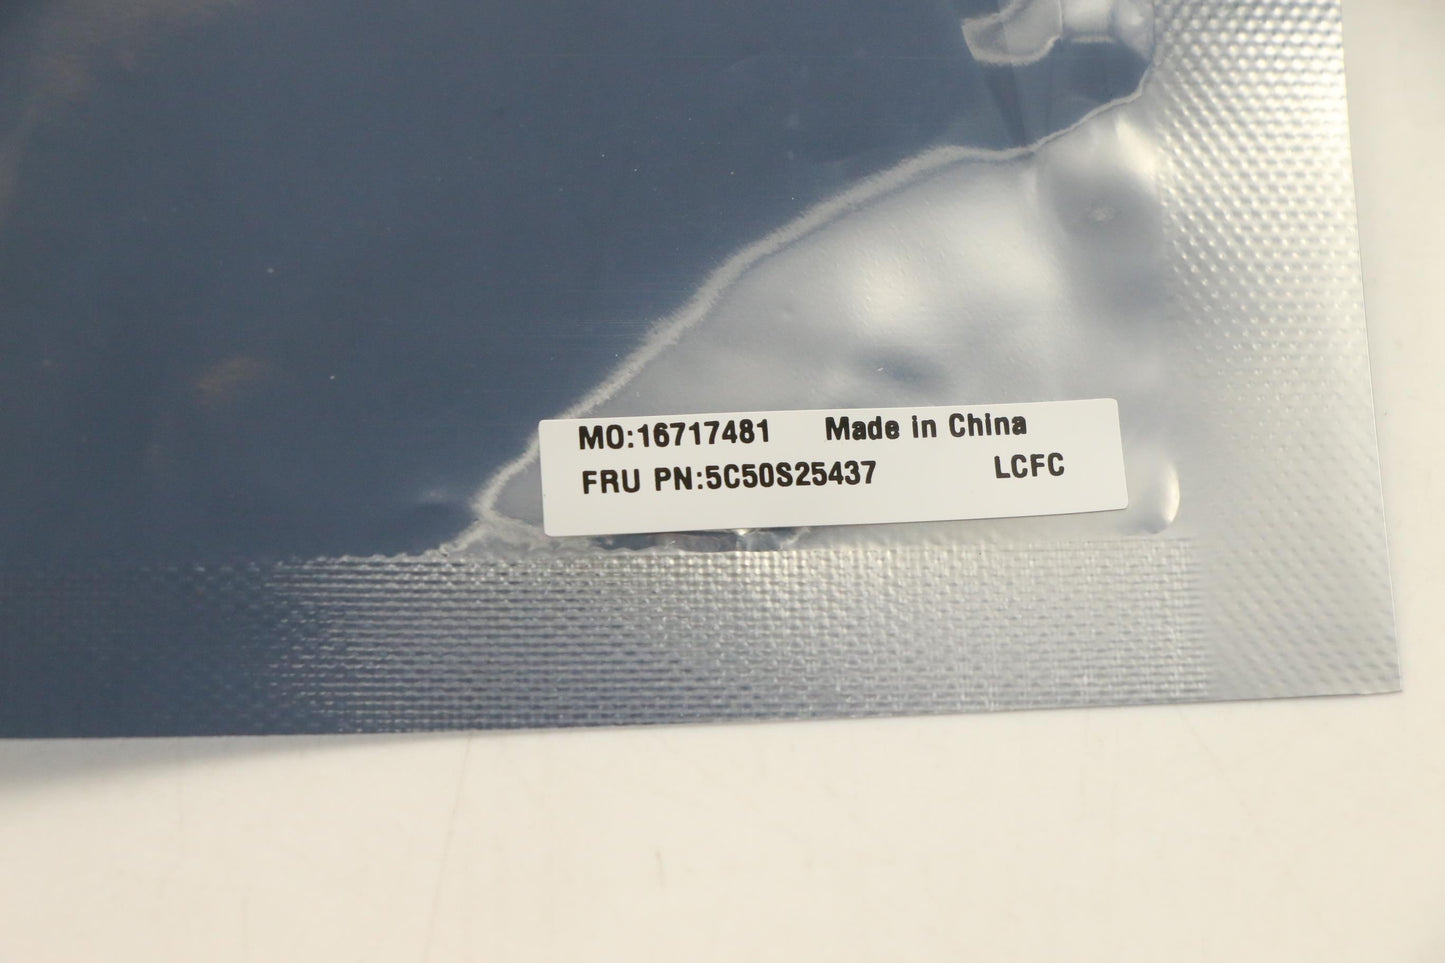 MO:16717481 Made in China
FRU PN:5C50S25437 LCFC